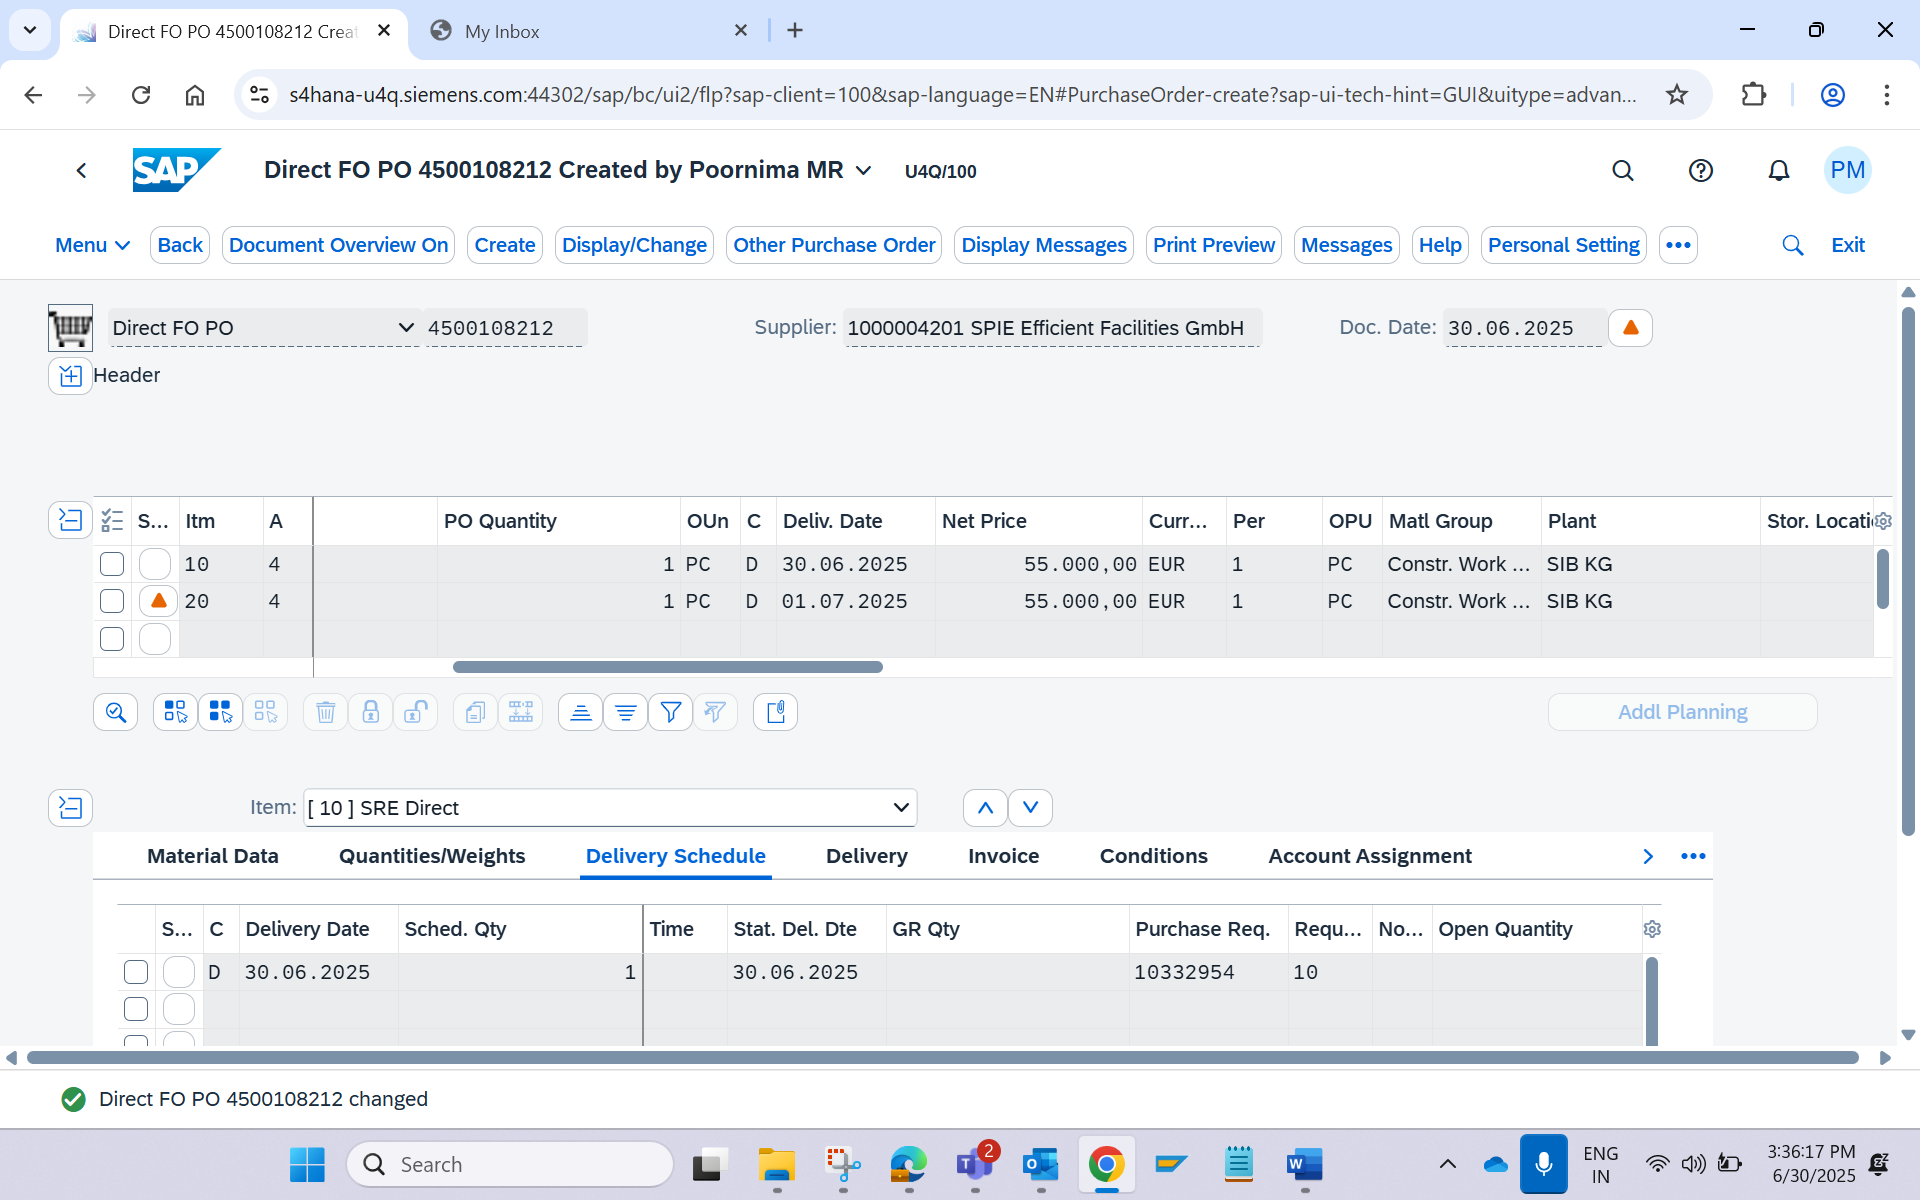 Direct FO PO 4500108212 Creat
My Inbox
s4hana-u4q.siemens.com:44302/sap/bc/ui2/flp?sap-client=100&sap-language=EN#PurchaseOrder-create?sap-ui-tech-hint=GUI&uitype=advan...
SAP Direct FO PO 4500108212 Created by Poornima MR U4Q/100 PM
Menu Back Document Overview On Create Display/Change Other Purchase Order Display Messages Print Preview Messages Help Personal Setting ••• Exit
Direct FO PO 4500108212 Supplier: 1000004201 SPIE Efficient Facilities GmbH Doc. Date: 30.06.2025
Header
S... Itm A PO Quantity OUn C Deliv. Date Net Price Curr... Per OPU Matl Group Plant Stor. Locati
10 4 1 PC D 30.06.2025 55.000,00 EUR 1 PC Constr. Work ... SIB KG
20 4 1 PC D 01.07.2025 55.000,00 EUR 1 PC Constr. Work ... SIB KG
Addl Planning
Item: [ 10 ] SRE Direct
Material Data Quantities/Weights Delivery Schedule Delivery Invoice Conditions Account Assignment •••
S... C Delivery Date Sched. Qty Time Stat. Del. Dte GR Qty Purchase Req. Requ... No... Open Quantity
D 30.06.2025 1 30.06.2025 10332954 10
Direct FO PO 4500108212 changed
Search
2
ENG
IN
3:36:17 PM
6/30/2025